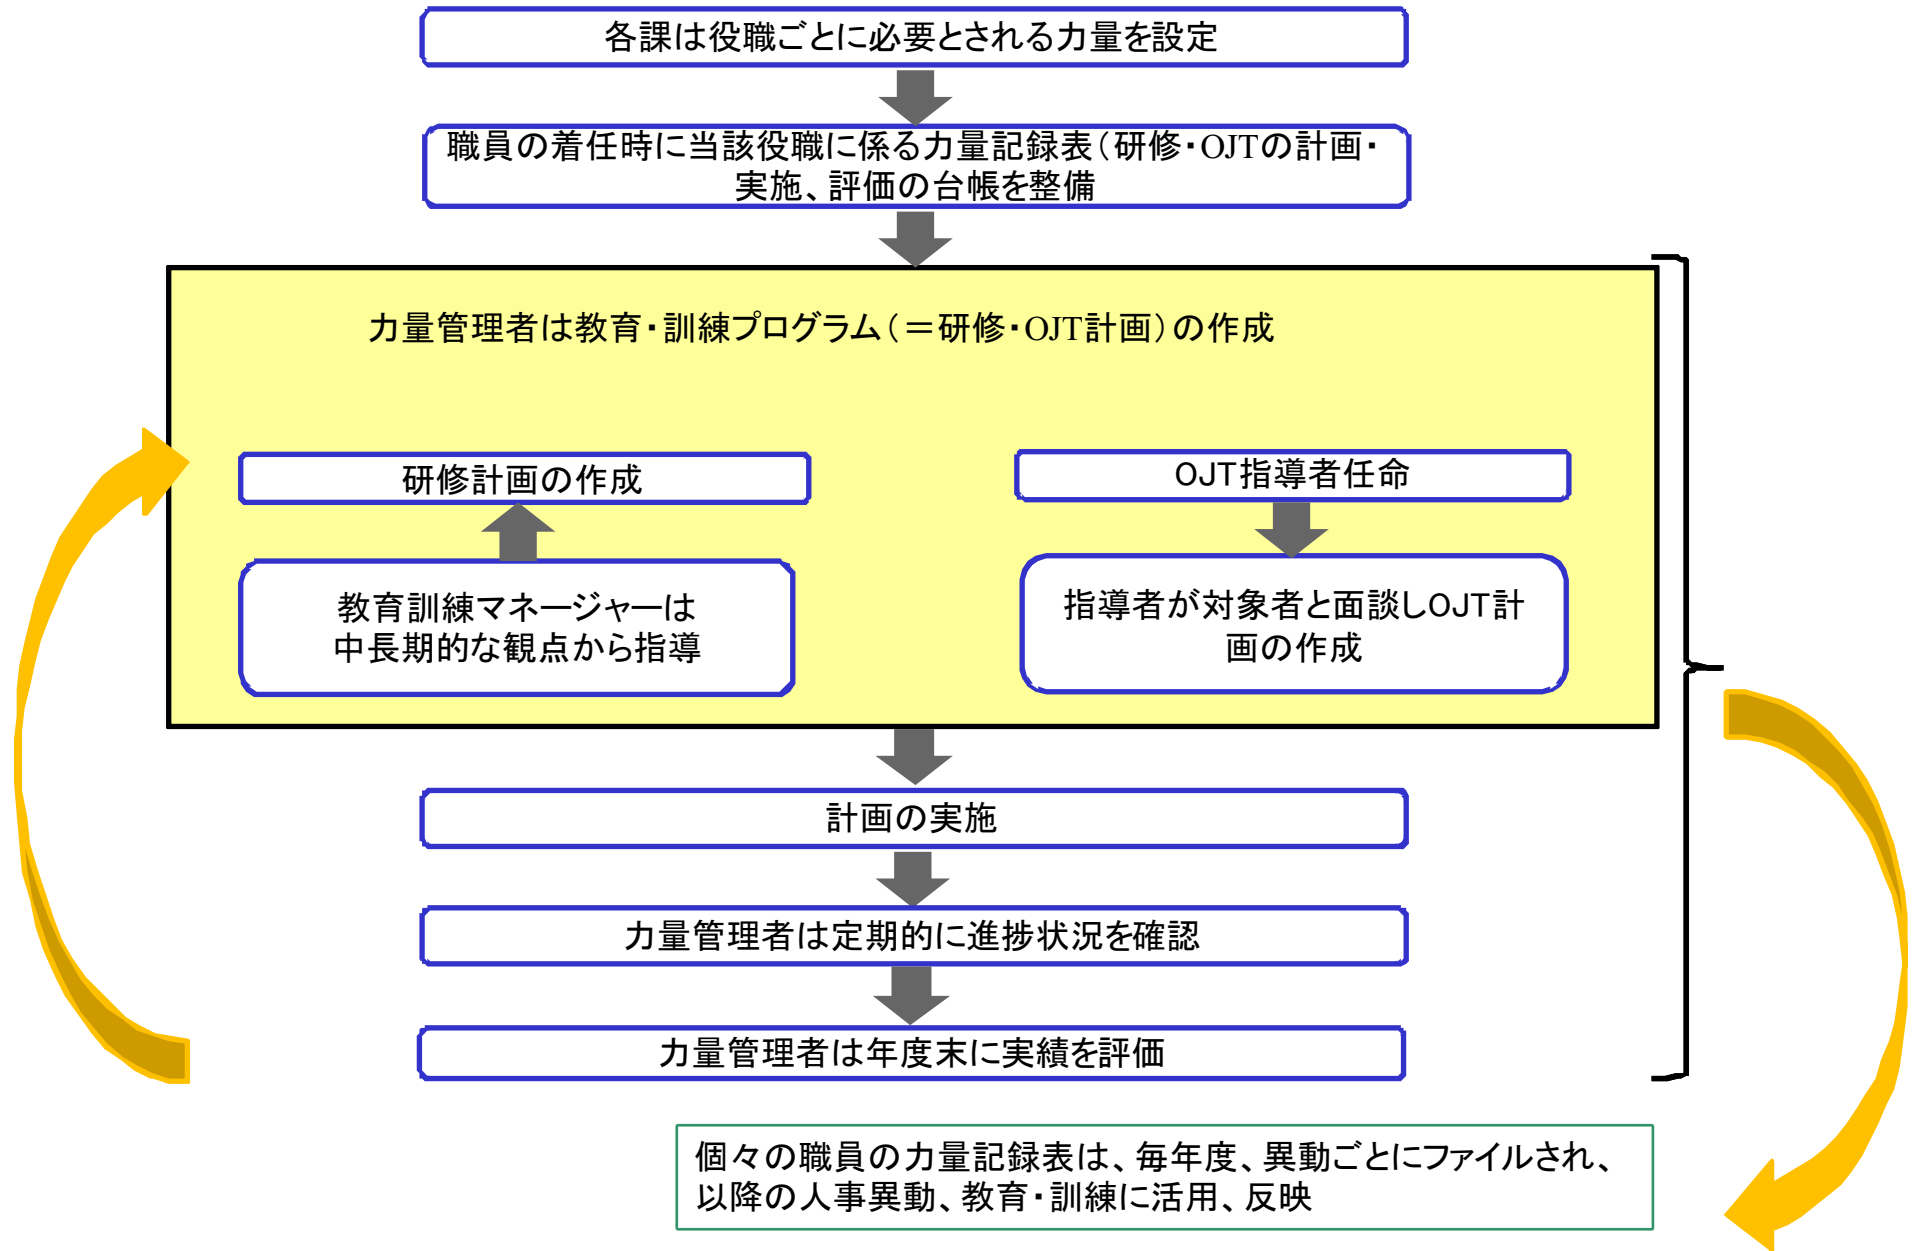 各課は役職ごとに必要とされる力量を設定
職員の着任時に当該役職に係る力量記録表（研修・OJTの計画・
実施、評価の台帳を整備
力量管理者は教育・訓練プログラム（＝研修・OJT計画）の作成
研修計画の作成
教育訓練マネージャーは
中長期的な観点から指導
OJT指導者任命
指導者が対象者と面談しOJT計
画の作成
計画の実施
力量管理者は定期的に進捗状況を確認
力量管理者は年度末に実績を評価
個々の職員の力量記録表は、毎年度、異動ごとにファイルされ、
以降の人事異動、教育・訓練に活用、反映